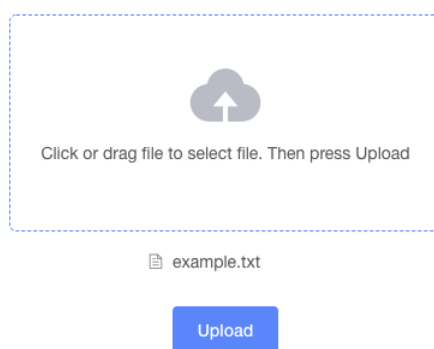 Click or drag file to select file. Then press Upload
example.txt
Upload